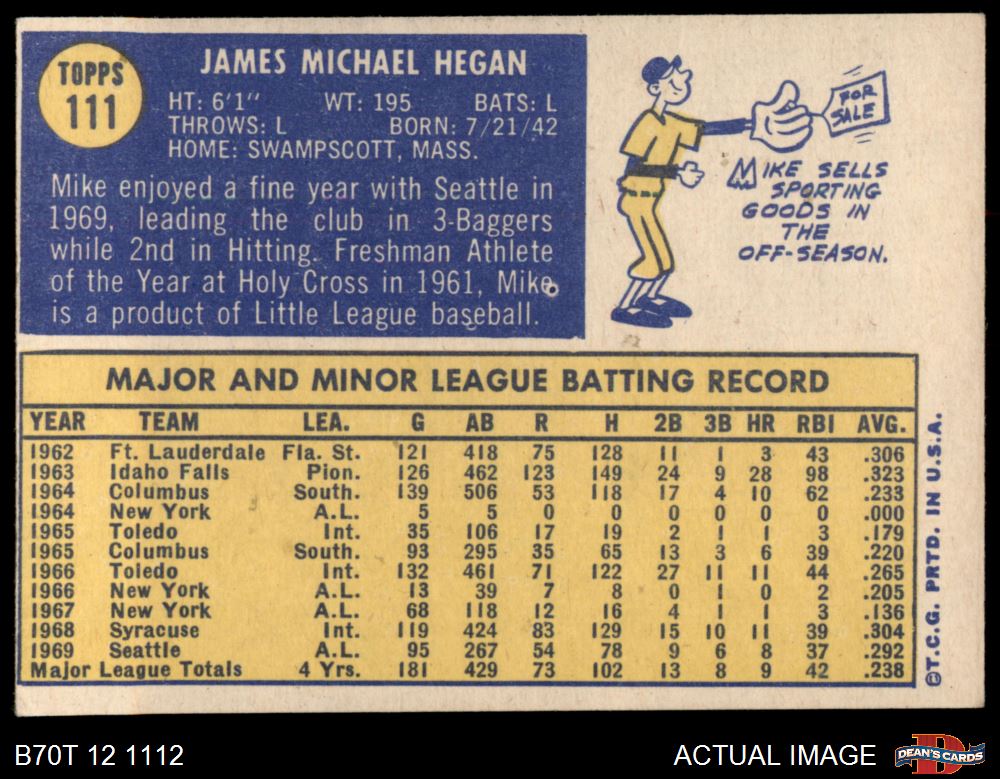 TOPPS
111
JAMES MICHAEL HEGAN
HT: 6'1" WT: 195 BATS: L
THROWS: L BORN: 7/21/42
HOME: SWAMPSCOTT, MASS.
Mike enjoyed a fine year with Seattle in
1969, leading the club in 3-Baggers
while 2nd in Hitting. Freshman Athlete
of the Year at Holy Cross in 1961, Mike
is a product of Little League baseball.
FOR
SALE
MIKE SELLS
SPORTING
GOODS IN
THE
OFF-SEASON.
MAJOR AND MINOR LEAGUE BATTING RECORD
YEAR TEAM LEA. G AB R H 2B 3B HR RBI AVG.
1962 Ft. Lauderdale Fla. St. 121 418 75 128 11 1 3 43 .306
1963 Idaho Falls Pion. 126 462 123 149 24 9 28 98 .323
1964 Columbus South. 139 506 53 118 17 4 10 62 .233
1964 New York A.L. 5 5 0 0 0 0 0 0 .000
1965 Toledo Int. 35 106 17 19 2 1 1 3 .179
1965 Columbus South. 93 295 35 65 13 3 6 39 .220
1966 Toledo Int. 132 461 71 122 27 11 11 44 .265
1966 New York A.L. 13 39 7 8 0 1 0 2 .205
1967 New York A.L. 68 118 12 16 4 1 1 3 .136
1968 Syracuse Int. 119 424 83 129 15 10 11 39 .304
1969 Seattle A.L. 95 267 54 78 9 6 8 37 .292
Major League Totals 4 Yrs. 181 429 73 102 13 8 9 42 .238
©T.C.G. PRTD. IN U.S.A.
B70T 12 1112 ACTUAL IMAGE
DEAN'S CARDS